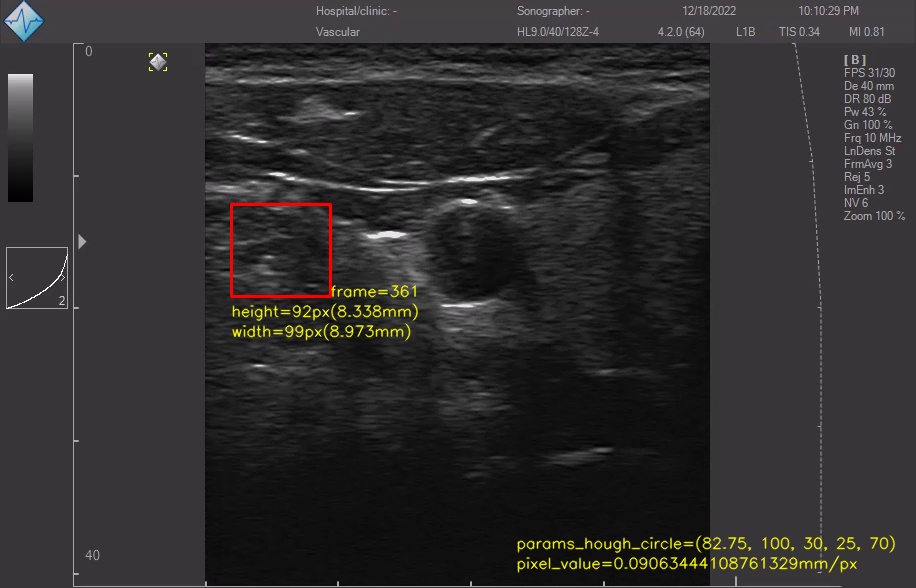 Hospital/clinic: - Sonographer: - 12/18/2022 10:10:29 PM
Vascular HL9.0/40/128Z-4 4.2.0 (64) L1B TIS 0.34 MI 0.81
0
[ B ]
FPS 31/30
De 40 mm
DR 80 dB
Pw 43 %
Gn 100 %
Frq 10 MHz
LnDens St
FrmAvg 3
Rej 5
ImEnh 3
NV 6
Zoom 100 %
2
frame=361
height=92px(8.338mm)
width=99px(8.973mm)
40
params_hough_circle=(82.75, 100, 30, 25, 70)
pixel_value=0.09063444108761329mm/px